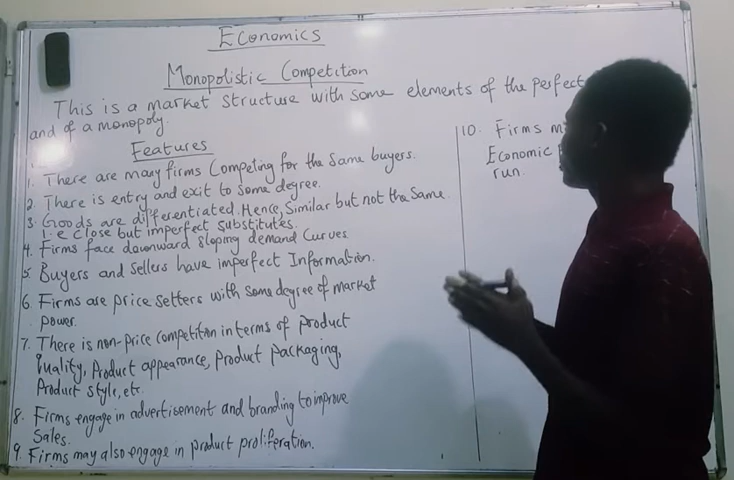 Economics
Monopolistic Competition
This is a market structure with some elements of the perfect
and of a monopoly.
Features
1. There are many firms Competing for the Same buyers.
2. There is entry and exit to some degree.
3. Goods are differentiated. Hence, Similar but not the Same.
i.e close but imperfect substitutes.
4. Firms face downward sloping demand Curves
5. Buyers and Sellers have imperfect Information.
6. Firms are price setters with some degree of market
power.
7. There is non-price competition in terms of product
quality, Product appearance, Product packaging,
Product style, etc.
8. Firms engage in advertisement and branding to improve
Sales.
9. Firms may also engage in product proliferation.
10. Firms
Economic
run.